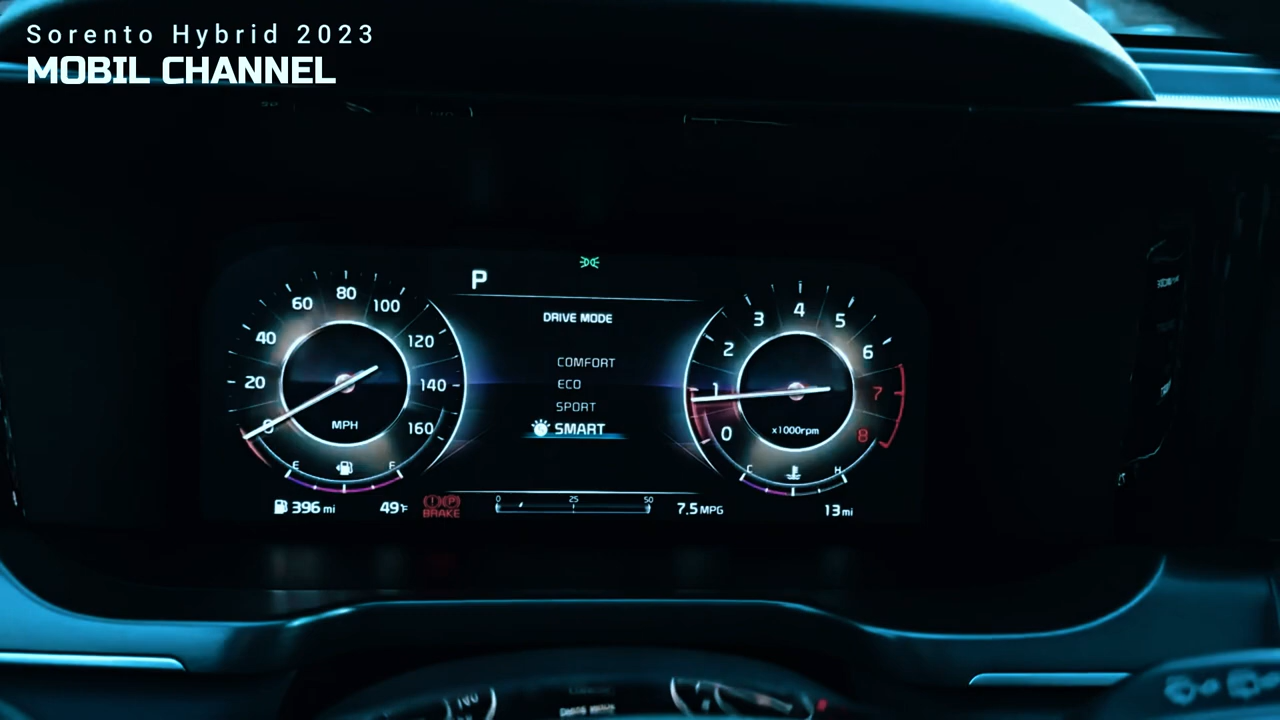 Sorento Hybrid 2023
MOBIL CHANNEL
P
DRIVE MODE
COMFORT
ECO
SPORT
SMART
0 20 40 60 80 100 120 140 160
MPH
E F
0 1 2 3 4 5 6 7 8
x1000rpm
C H
396 mi
49°F
BRAKE
0 25 50
7.5 MPG
13 mi